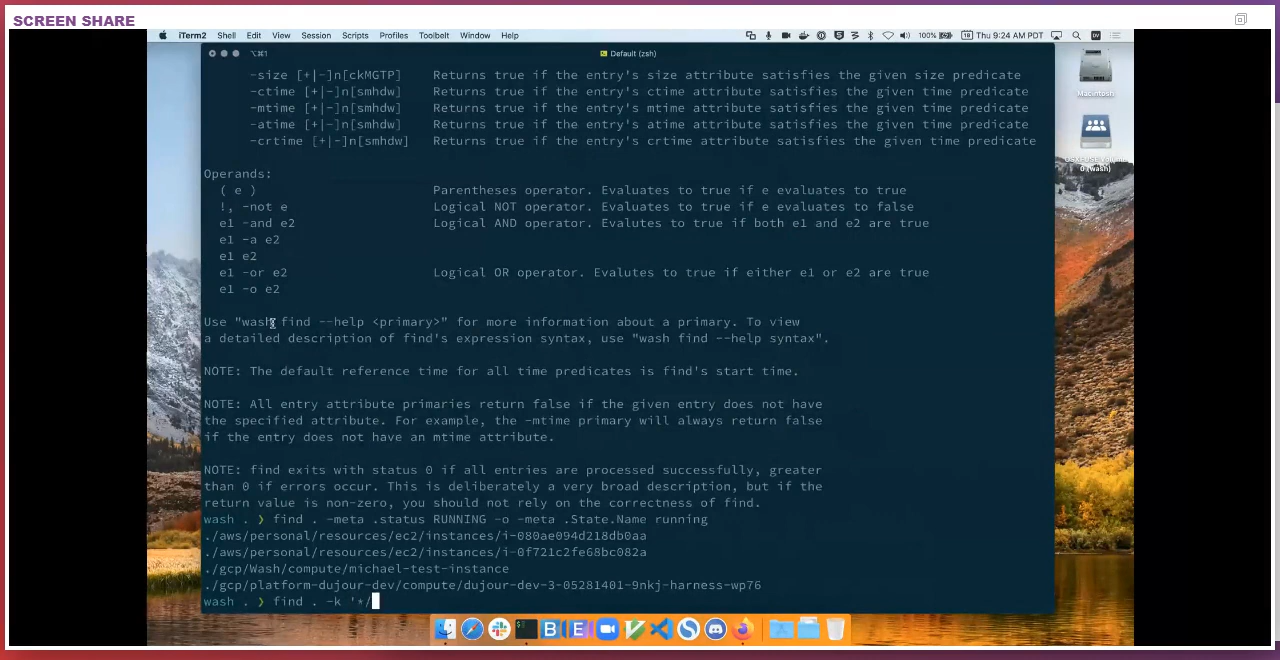 SCREEN SHARE
iTerm2 Shell Edit View Session Scripts Profiles Toolbelt Window Help
100% Thu 9:24 AM PDT
⌥⌘1
Default (zsh)
Macintosh
0 (wash)
-size [+|-]n[ckMGTP] Returns true if the entry's size attribute satisfies the given size predicate
-ctime [+|-]n[smhdw] Returns true if the entry's ctime attribute satisfies the given time predicate
-mtime [+|-]n[smhdw] Returns true if the entry's mtime attribute satisfies the given time predicate
-atime [+|-]n[smhdw] Returns true if the entry's atime attribute satisfies the given time predicate
-crtime [+|-]n[smhdw] Returns true if the entry's crtime attribute satisfies the given time predicate
Operands:
( e ) Parentheses operator. Evaluates to true if e evaluates to true
!, -not e Logical NOT operator. Evaluates to true if e evaluates to false
e1 -and e2 Logical AND operator. Evalutes to true if both e1 and e2 are true
e1 -a e2
e1 e2
e1 -or e2 Logical OR operator. Evalutes to true if either e1 or e2 are true
e1 -o e2
Use "wash find --help <primary>" for more information about a primary. To view
a detailed description of find's expression syntax, use "wash find --help syntax".
NOTE: The default reference time for all time predicates is find's start time.
NOTE: All entry attribute primaries return false if the given entry does not have
the specified attribute. For example, the -mtime primary will always return false
if the entry does not have an mtime attribute.
NOTE: find exits with status 0 if all entries are processed successfully, greater
than 0 if errors occur. This is deliberately a very broad description, but if the
return value is non-zero, you should not rely on the correctness of find.
wash . ❯ find . -meta .status RUNNING -o -meta .State.Name running
./aws/personal/resources/ec2/instances/i-080ae094d218db0aa
./aws/personal/resources/ec2/instances/i-0f721c2fe68bc082a
./gcp/Wash/compute/michael-test-instance
./gcp/platform-dujour-dev/compute/dujour-dev-3-05281401-9nkj-harness-wp76
wash . ❯ find . -k '*/